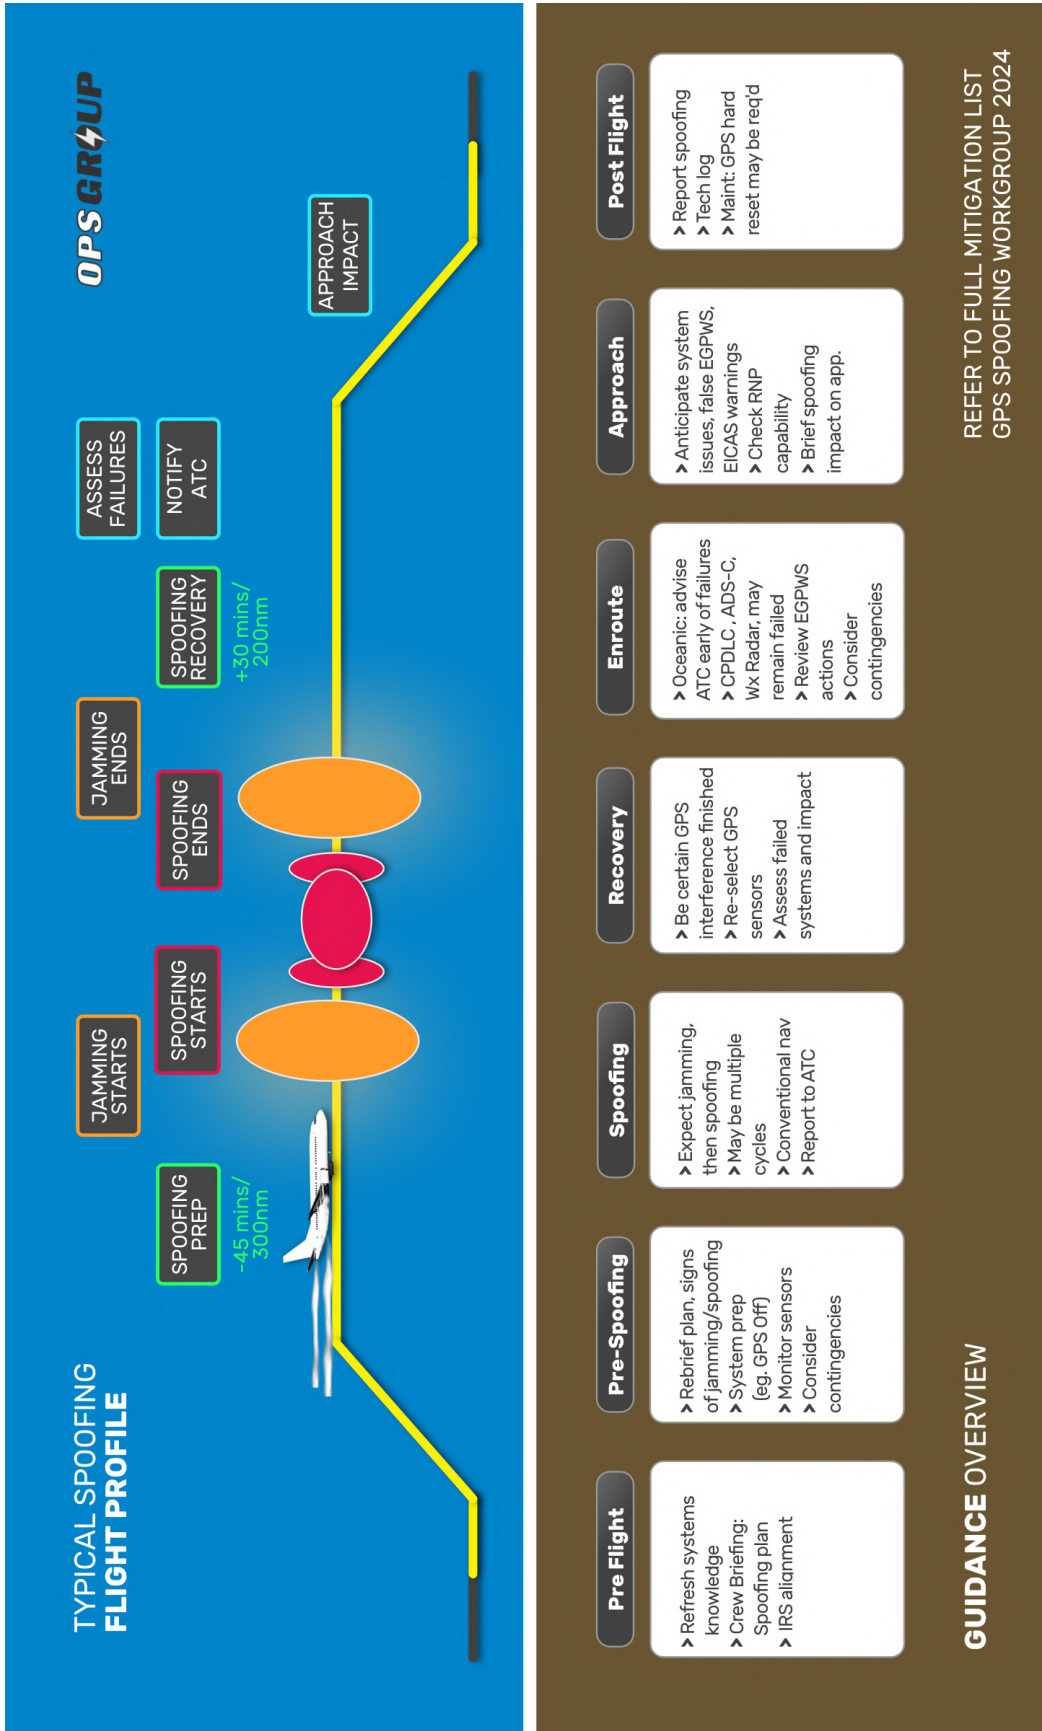 TYPICAL SPOOFING
FLIGHT PROFILE
OPSGROUP
SPOOFING
PREP
-45 mins/
300nm
JAMMING
STARTS
SPOOFING
STARTS
SPOOFING
ENDS
JAMMING
ENDS
SPOOFING
RECOVERY
+30 mins/
200nm
ASSESS
FAILURES
NOTIFY
ATC
APPROACH
IMPACT
Pre Flight
> Refresh systems
knowledge
> Crew Briefing:
Spoofing plan
> IRS alignment
Pre-Spoofing
> Rebrief plan, signs
of jamming/spoofing
> System prep
(eg. GPS Off)
> Monitor sensors
> Consider
contingencies
Spoofing
> Expect jamming,
then spoofing
> May be multiple
cycles
> Conventional nav
> Report to ATC
Recovery
> Be certain GPS
interference finished
> Re-select GPS
sensors
> Assess failed
systems and impact
Enroute
> Oceanic: advise
ATC early of failures
> CPDLC , ADS-C,
Wx Radar, may
remain failed
> Review EGPWS
actions
> Consider
contingencies
Approach
> Anticipate system
issues, false EGPWS,
EICAS warnings
> Check RNP
capability
> Brief spoofing
impact on app.
Post Flight
> Report spoofing
> Tech log
> Maint: GPS hard
reset may be req'd
GUIDANCE OVERVIEW
REFER TO FULL MITIGATION LIST
GPS SPOOFING WORKGROUP 2024